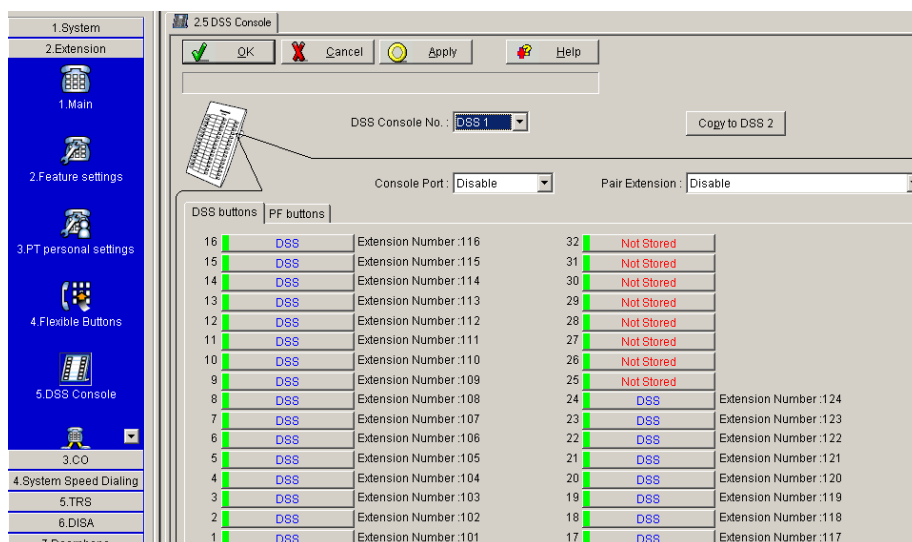 1.System
2.Extension
1.Main
2.Feature settings
3.PT personal settings
4.Flexible Buttons
5.DSS Console
3.CO
4.System Speed Dialing
5.TRS
6.DISA
2.5 DSS Console
OK Cancel Apply Help
DSS Console No. : DSS 1 Copy to DSS 2
Console Port : Disable Pair Extension : Disable
DSS buttons PF buttons
16 DSS Extension Number :116 32 Not Stored
15 DSS Extension Number :115 31 Not Stored
14 DSS Extension Number :114 30 Not Stored
13 DSS Extension Number :113 29 Not Stored
12 DSS Extension Number :112 28 Not Stored
11 DSS Extension Number :111 27 Not Stored
10 DSS Extension Number :110 26 Not Stored
9 DSS Extension Number :109 25 Not Stored
8 DSS Extension Number :108 24 DSS Extension Number :124
7 DSS Extension Number :107 23 DSS Extension Number :123
6 DSS Extension Number :106 22 DSS Extension Number :122
5 DSS Extension Number :105 21 DSS Extension Number :121
4 DSS Extension Number :104 20 DSS Extension Number :120
3 DSS Extension Number :103 19 DSS Extension Number :119
2 DSS Extension Number :102 18 DSS Extension Number :118
1 DSS Extension Number :101 17 DSS Extension Number :117